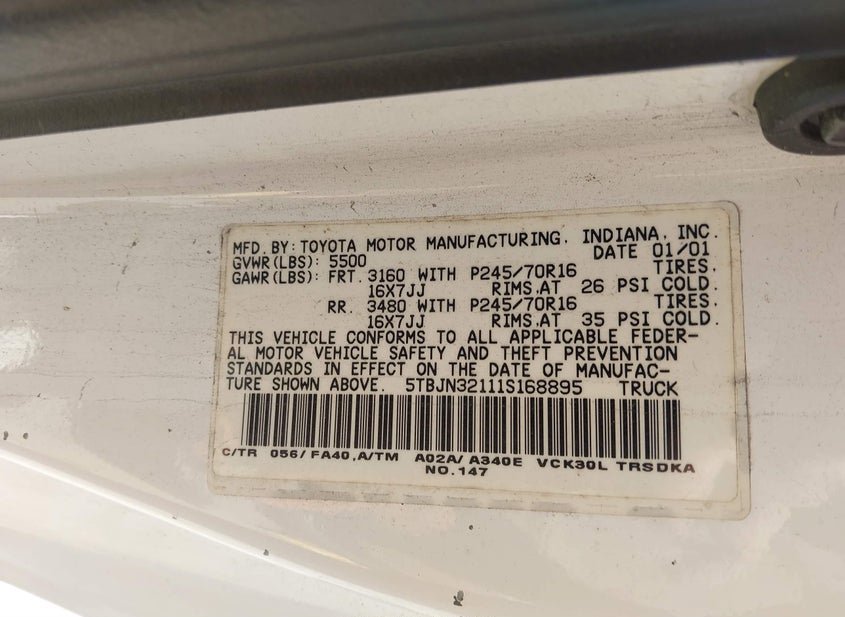 MFD. BY: TOYOTA MOTOR MANUFACTURING, INDIANA, INC.
GVWR(LBS): 5500 DATE 01/01
GAWR(LBS): FRT. 3160 WITH P245/70R16 TIRES,
16X7JJ RIMS,AT 26 PSI COLD.
RR. 3480 WITH P245/70R16 TIRES,
16X7JJ RIMS,AT 35 PSI COLD.
THIS VEHICLE CONFORMS TO ALL APPLICABLE FEDER-
AL MOTOR VEHICLE SAFETY AND THEFT PREVENTION
STANDARDS IN EFFECT ON THE DATE OF MANUFAC-
TURE SHOWN ABOVE. 5TBJN32111S168895 TRUCK
C/TR 056/FA40,A/TM A02A/A340E VCK30L TRSDKA
NO.147